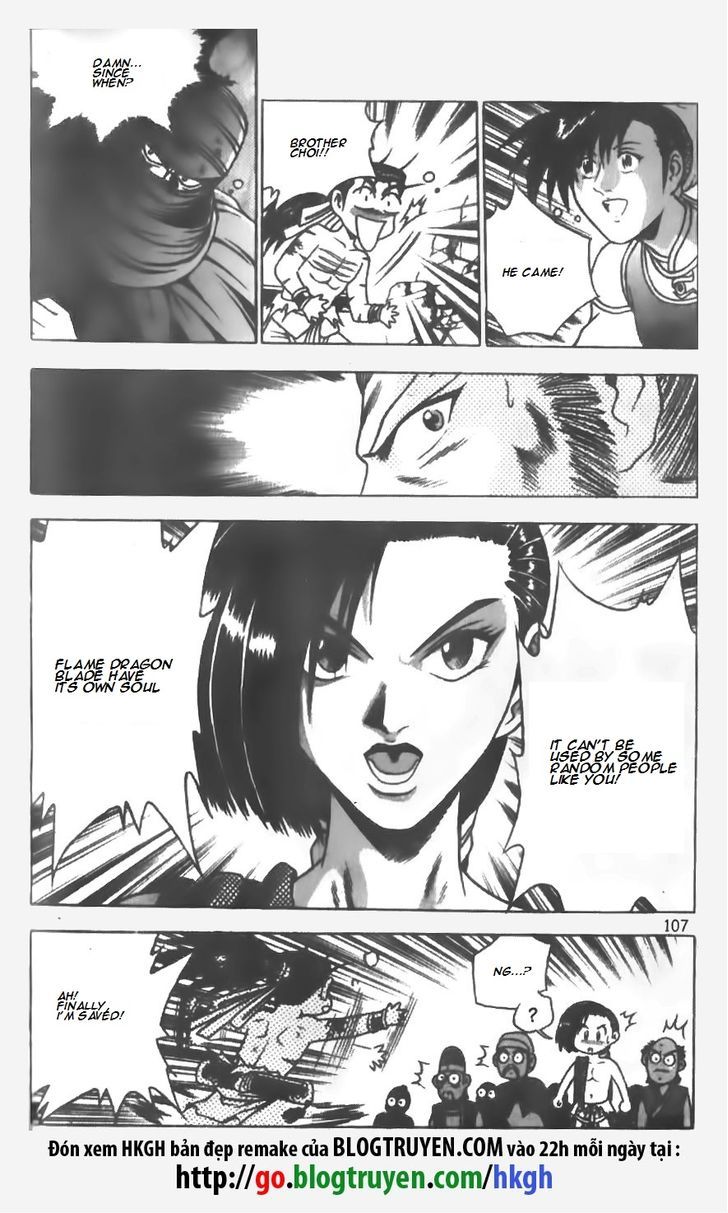 DAMN...
SINCE
WHEN?
BROTHER
CHOI!!
HE CAME!
FLAME DRAGON
BLADE HAVE
ITS OWN SOUL
IT CAN'T BE
USED BY SOME
RANDOM PEOPLE
LIKE YOU!
107
AH!
FINALLY,
I'M SAVED!
NG...?
?
Đón xem HKGH bản đẹp remake của BLOGTRUYEN.COM vào 22h mỗi ngày tại :
http://go.blogtruyen.com/hkgh